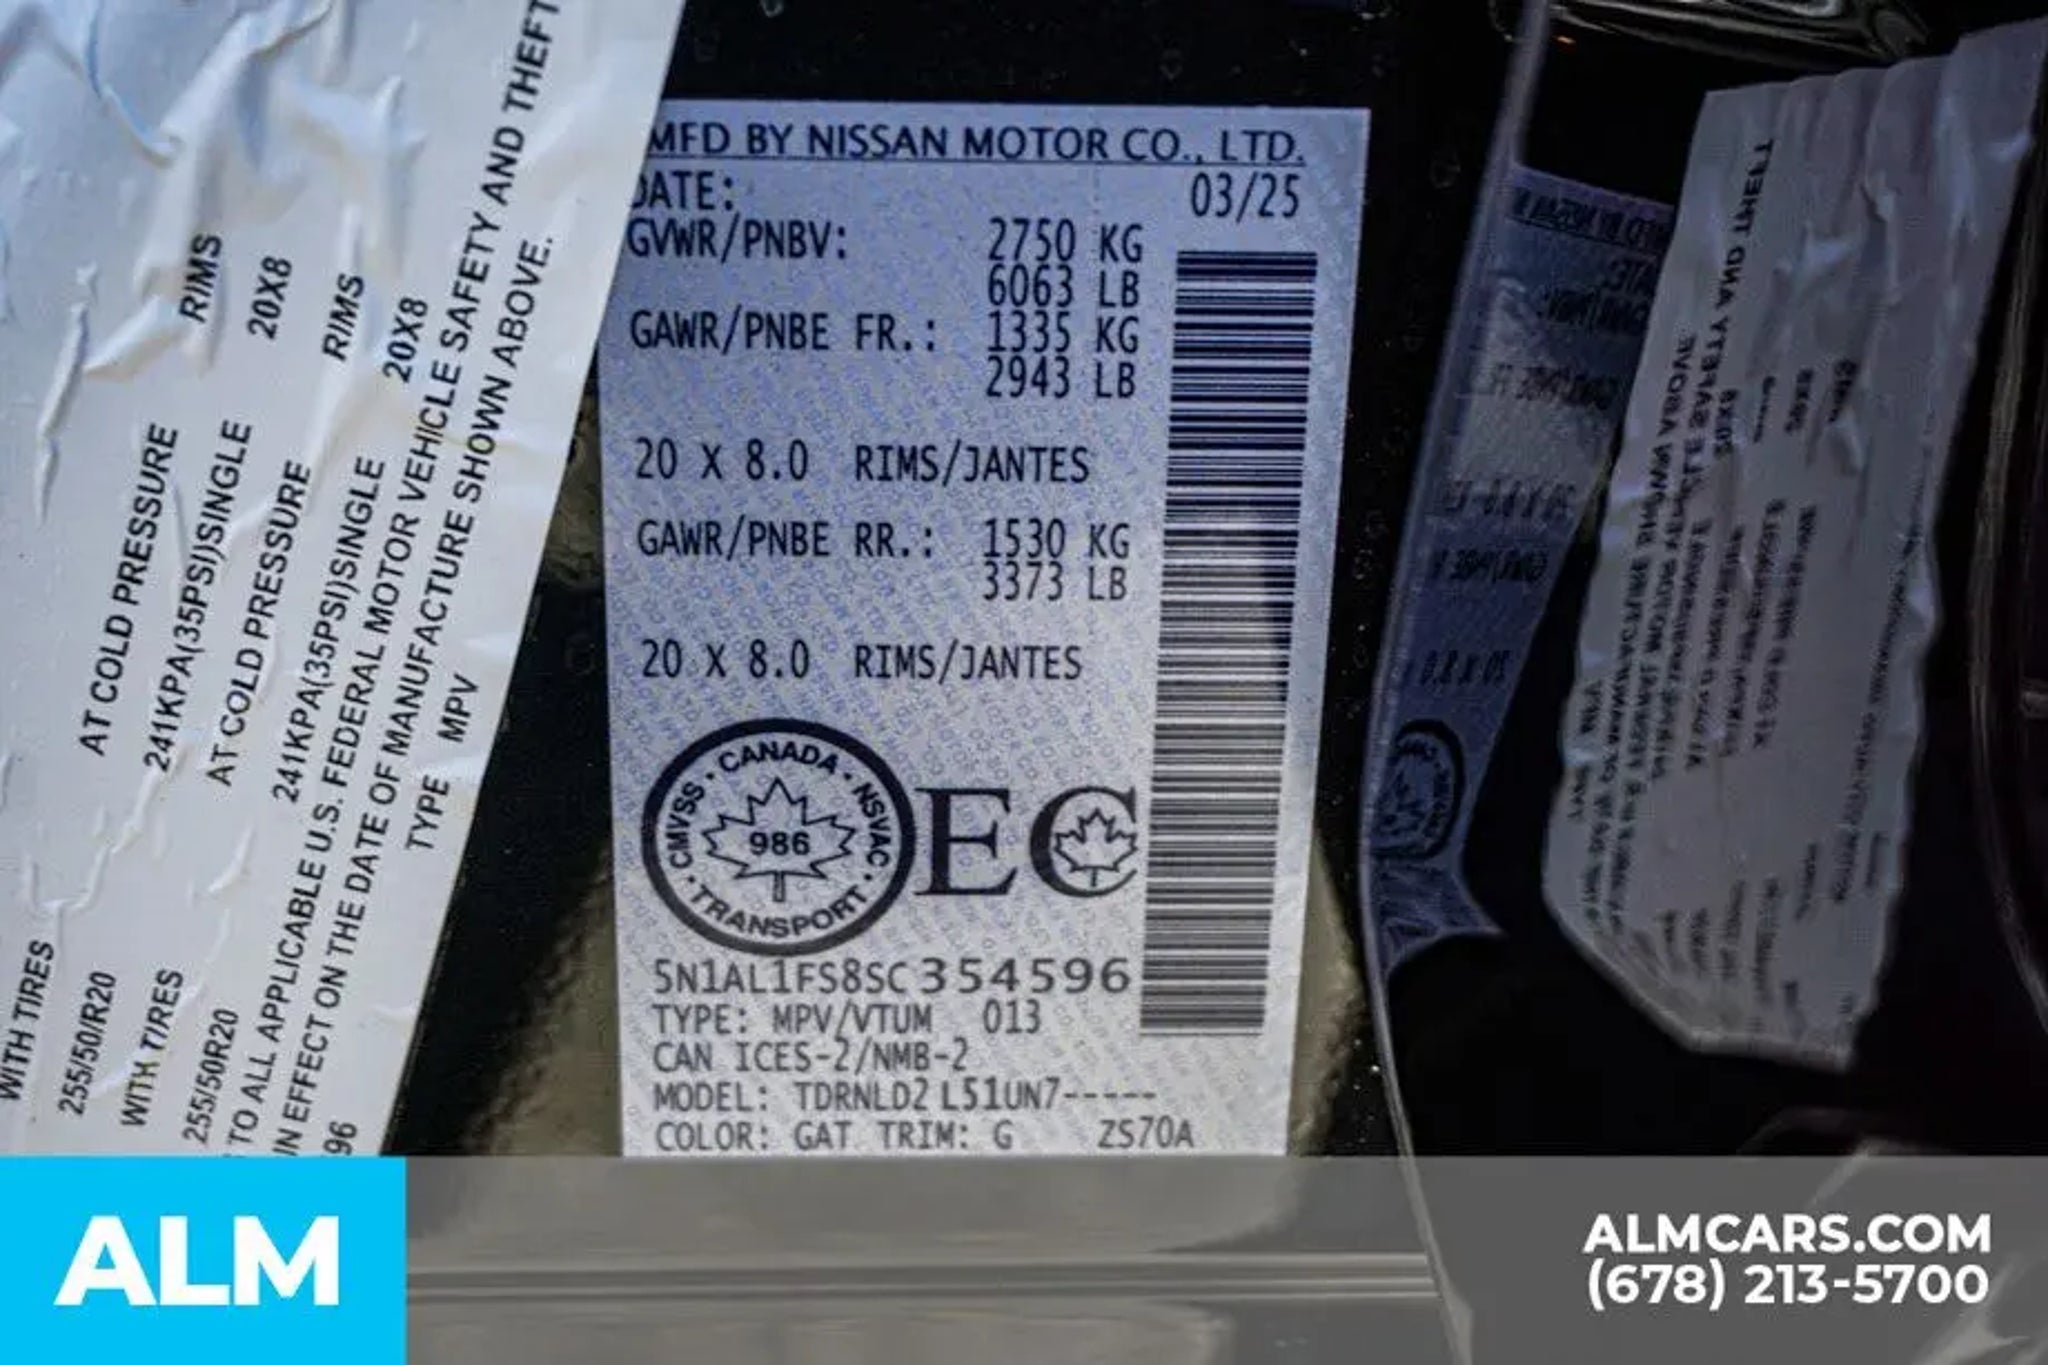 MFD BY NISSAN MOTOR CO., LTD.
DATE: 03/25
GVWR/PNBV: 2750 KG
6063 LB
GAWR/PNBE FR.: 1335 KG
2943 LB
20 X 8.0 RIMS/JANTES
GAWR/PNBE RR.: 1530 KG
3373 LB
20 X 8.0 RIMS/JANTES
CANADA · NSVAC · TRANSPORT · CMVSS ·
986
EC
5N1AL1FS8SC354596
TYPE: MPV/VTUM 013
CAN ICES-2/NMB-2
MODEL: TDRNLD2 L51UN7-----
COLOR: GAT TRIM: G ZS70A
WITH TIRES AT COLD PRESSURE RIMS
255/50/R20 241KPA(35PSI)SINGLE 20X8
WITH TIRES AT COLD PRESSURE RIMS
255/50R20 241KPA(35PSI)SINGLE 20X8
TO ALL APPLICABLE U.S. FEDERAL MOTOR VEHICLE SAFETY AND THEFT
IN EFFECT ON THE DATE OF MANUFACTURE SHOWN ABOVE.
96 TYPE MPV
ALM
ALMCARS.COM
(678) 213-5700